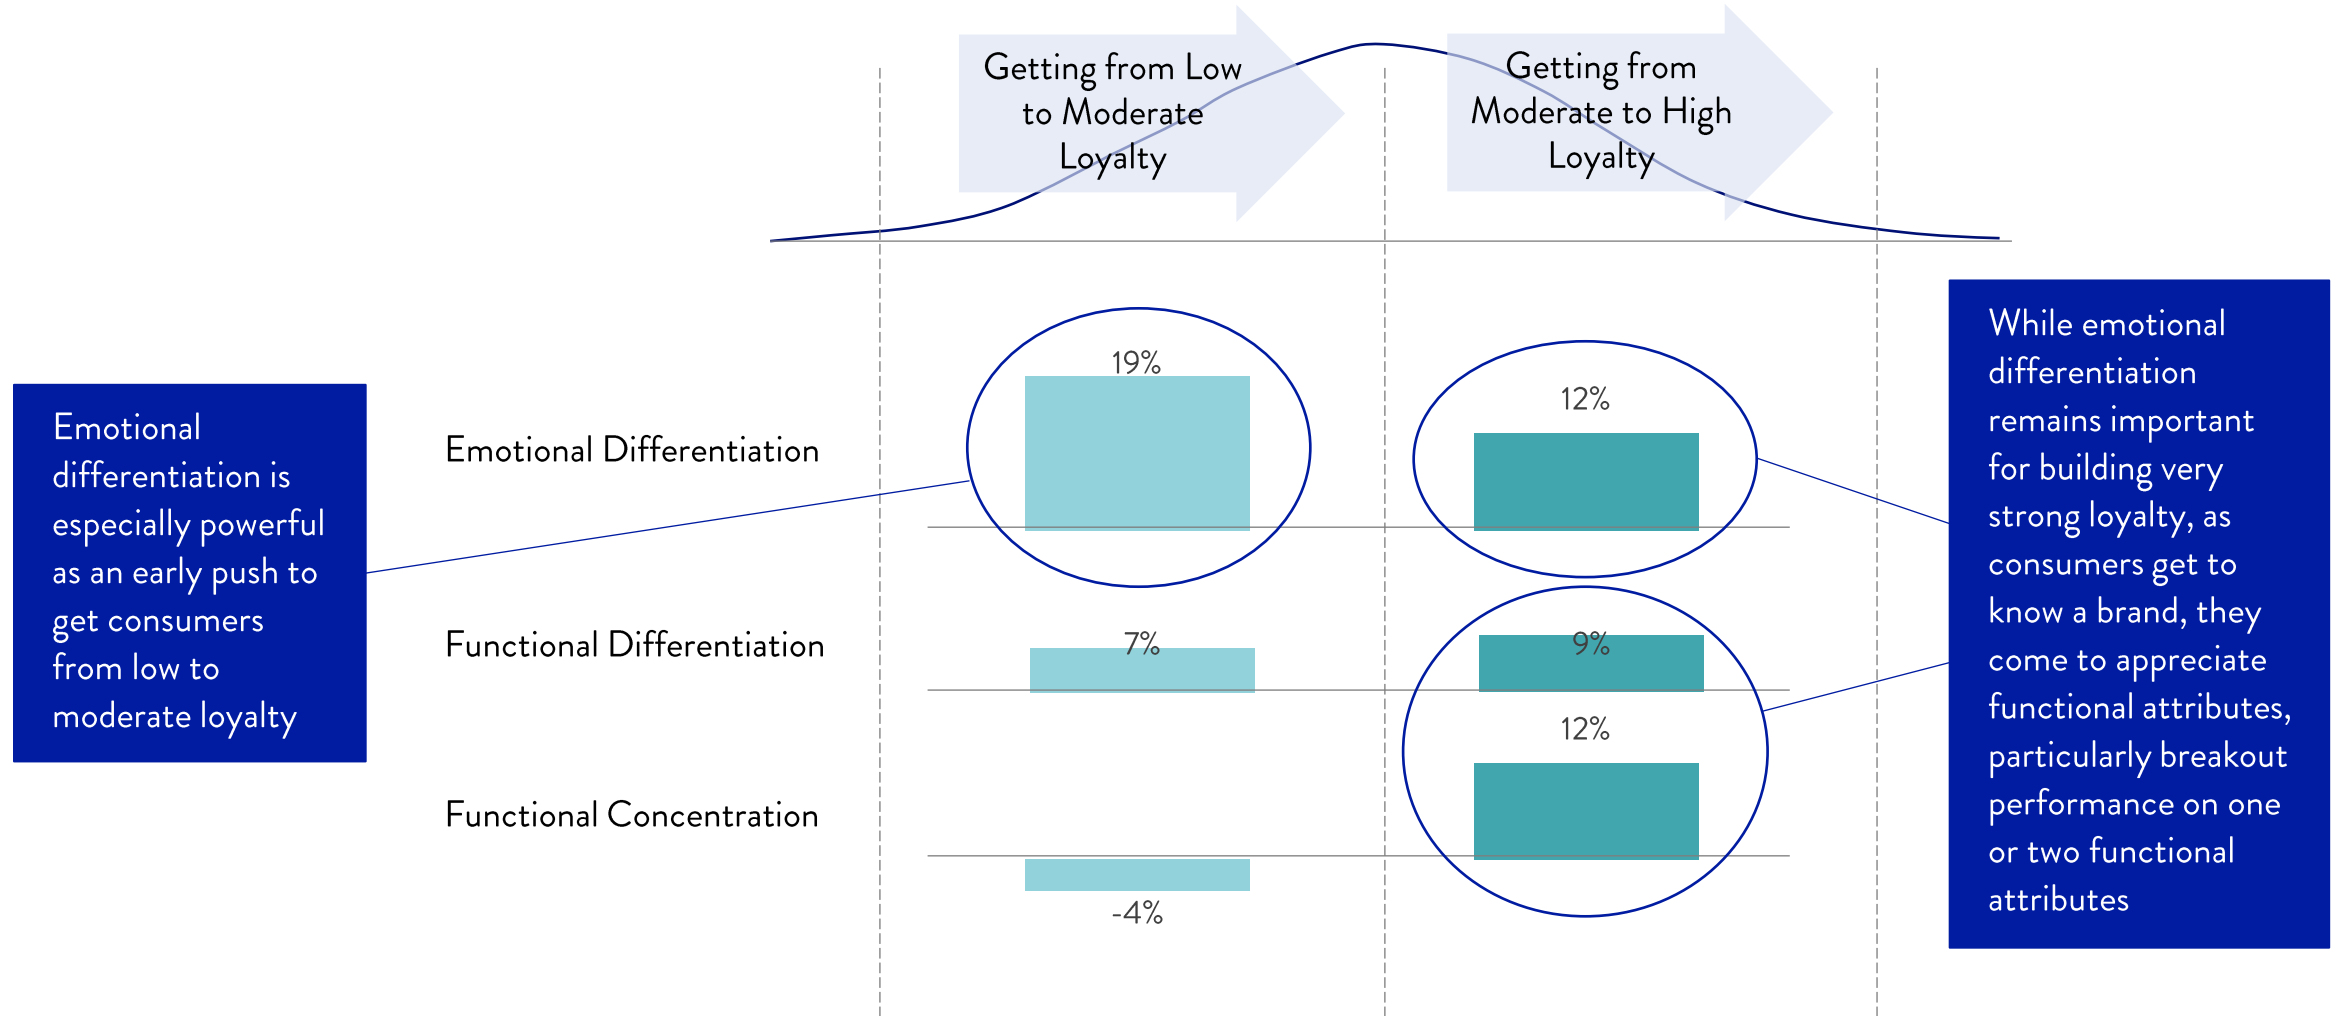 Getting from Low
to Moderate
Loyalty
Getting from
Moderate to High
Loyalty
Emotional
differentiation is
especially powerful
as an early push to
get consumers
from low to
moderate loyalty
Emotional Differentiation
19%
12%
Functional Differentiation
7%
9%
Functional Concentration
-4%
12%
While emotional
differentiation
remains important
for building very
strong loyalty, as
consumers get to
know a brand, they
come to appreciate
functional attributes,
particularly breakout
performance on one
or two functional
attributes